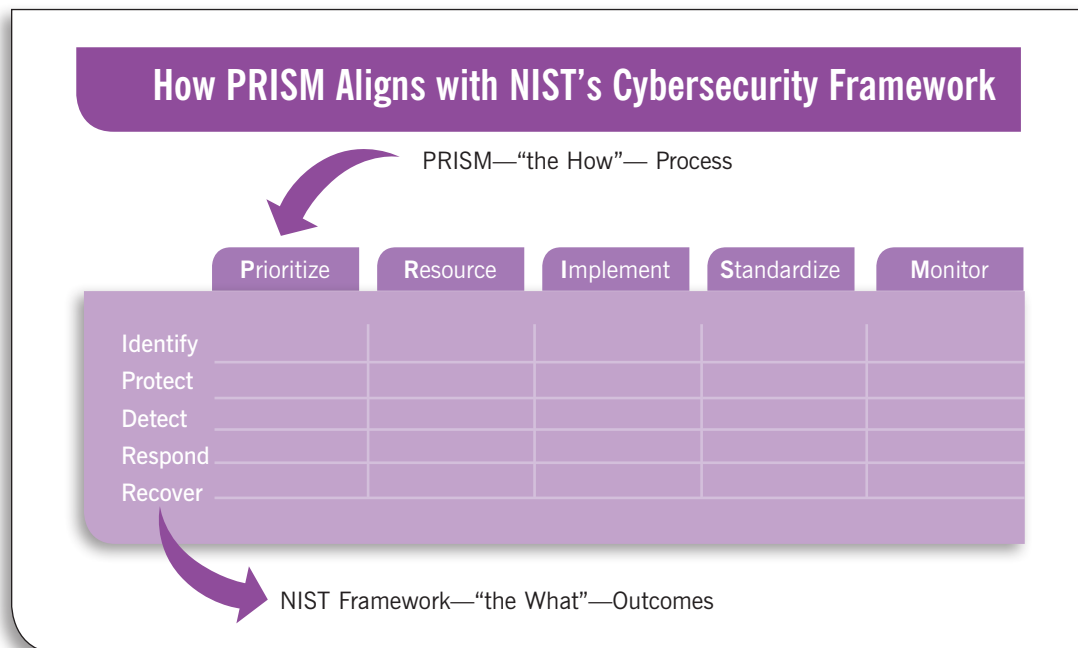 How PRISM Aligns with NIST's Cybersecurity Framework
PRISM—“the How”— Process
Prioritize
Resource
Implement
Standardize
Monitor
Identify
Protect
Detect
Respond
Recover
NIST Framework—“the What”—Outcomes